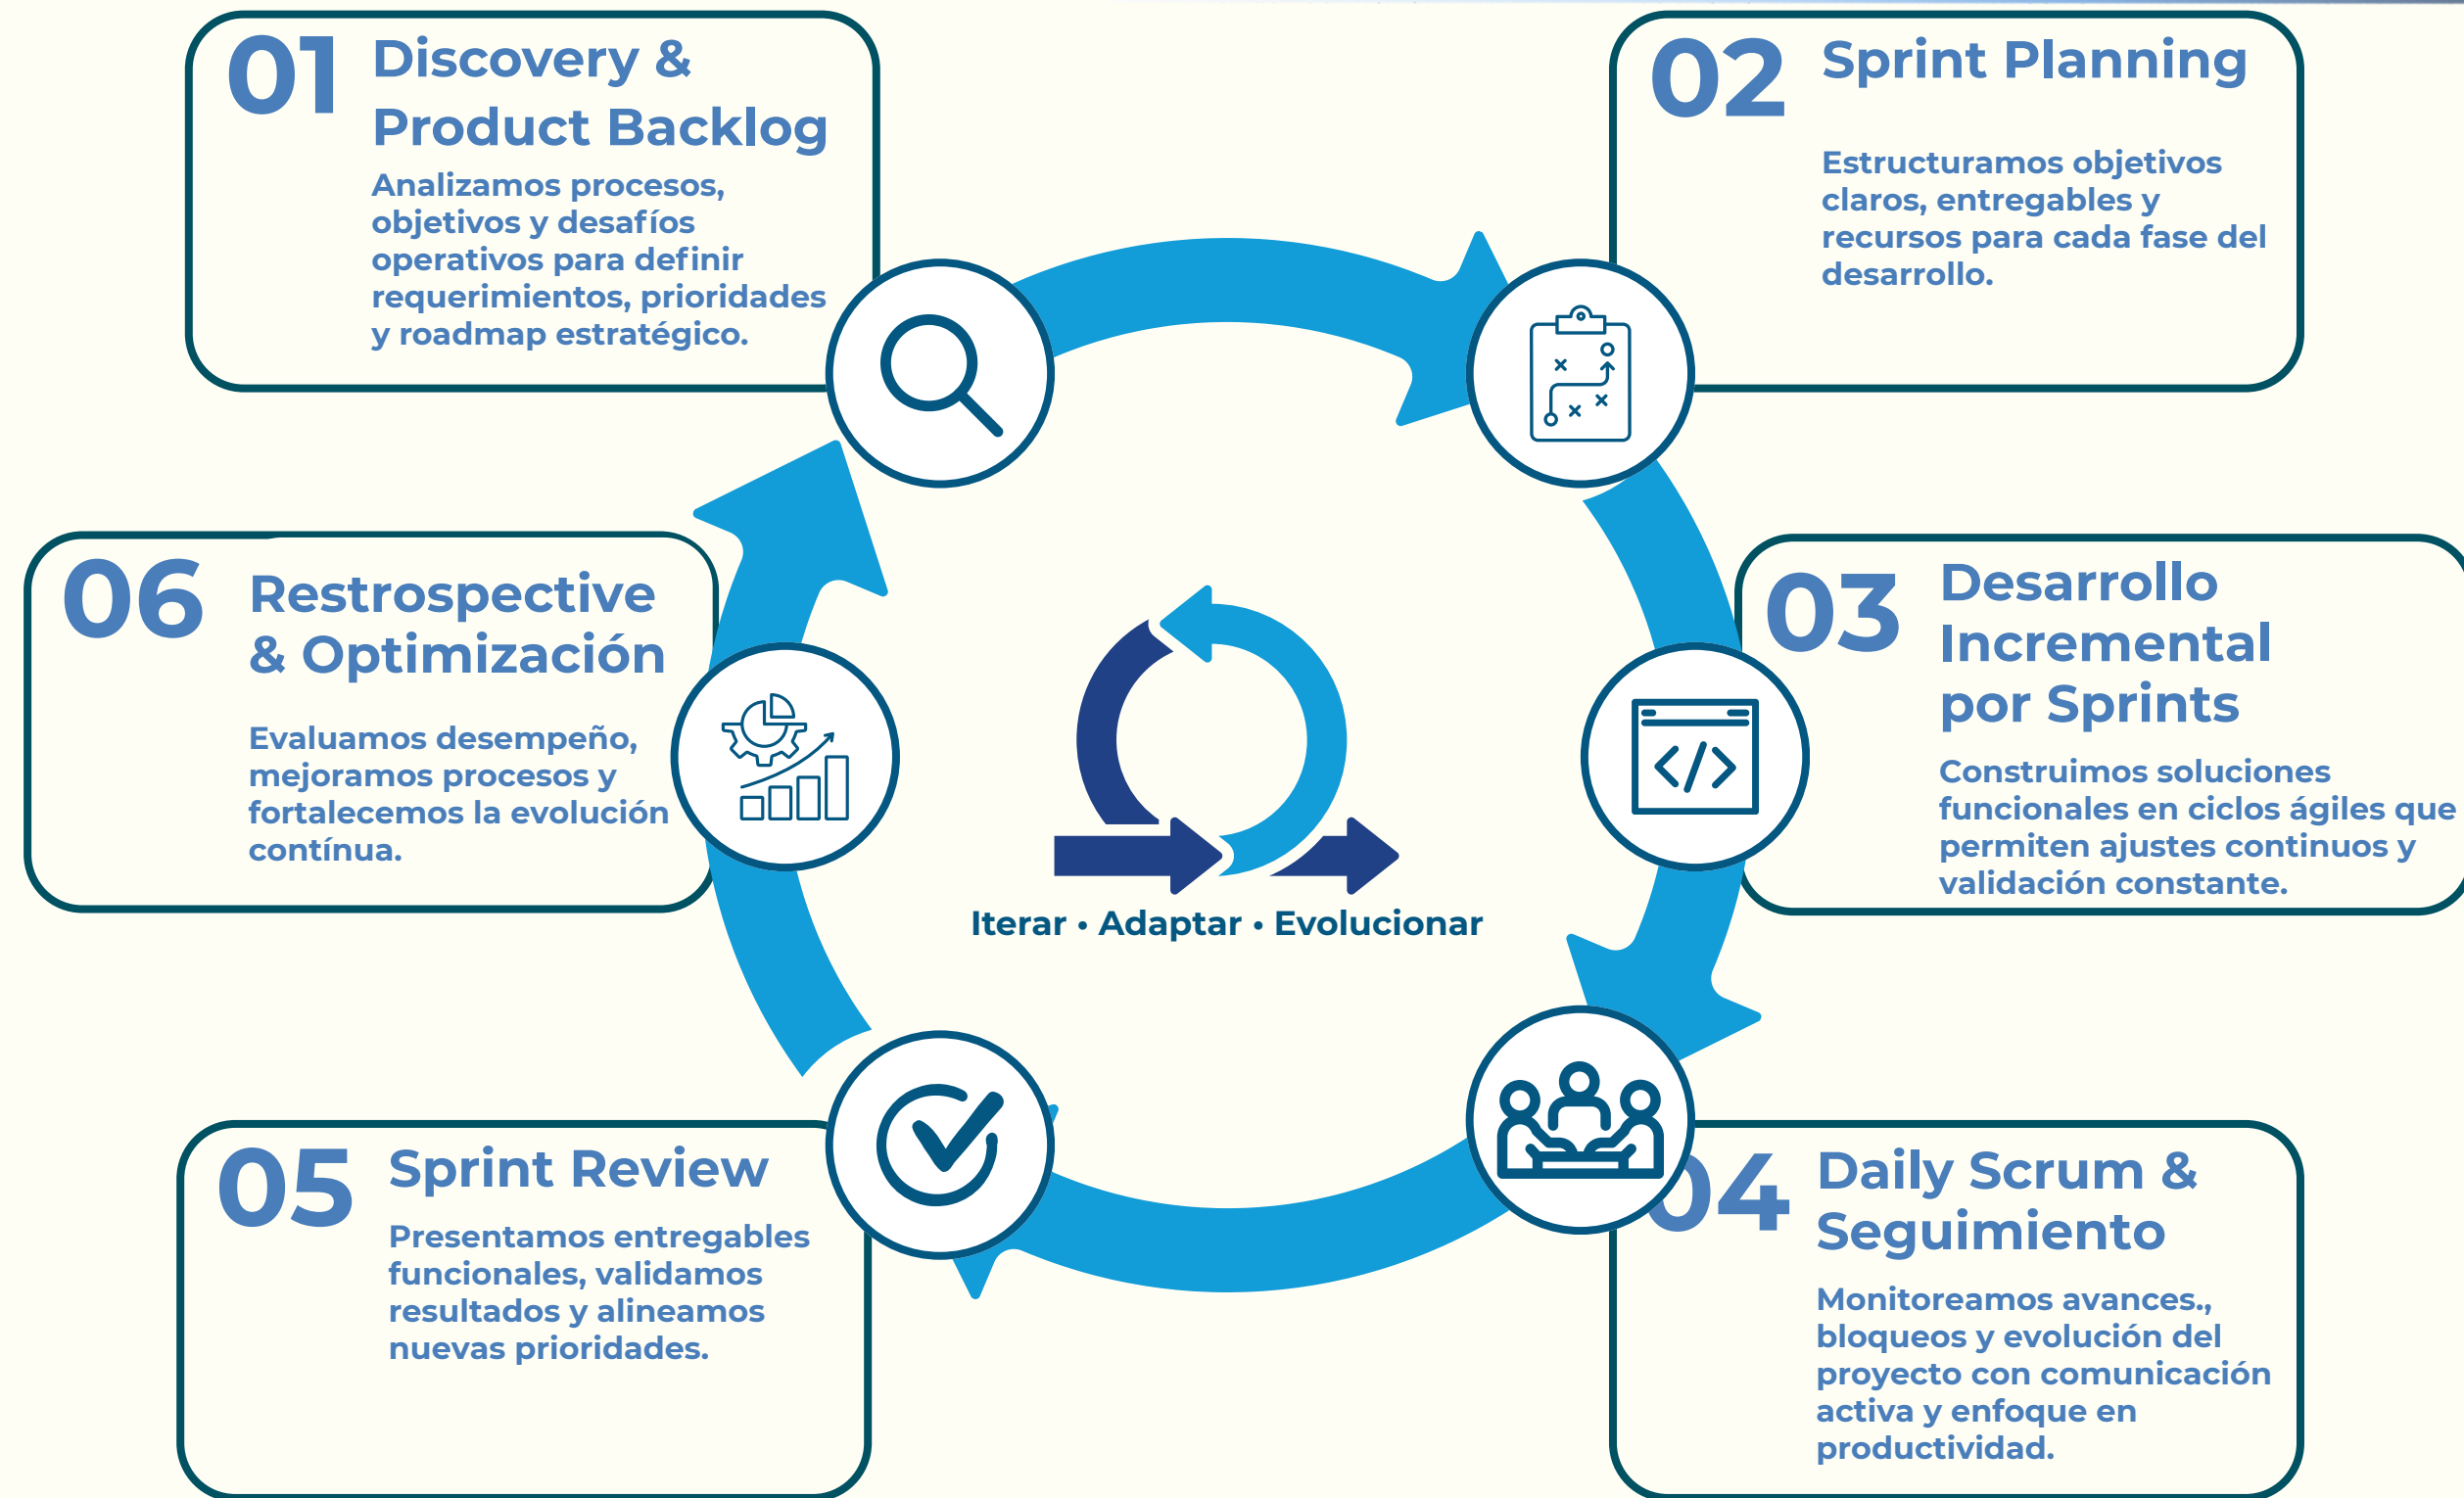 01
Discovery &
Product Backlog
Analizamos procesos,
objetivos y desafíos
operativos para definir
requerimientos, prioridades
y roadmap estratégico.
02
Sprint Planning
Estructuramos objetivos
claros, entregables y
recursos para cada fase del
desarrollo.
03
Desarrollo
Incremental
por Sprints
Construimos soluciones
funcionales en ciclos ágiles que
permiten ajustes continuos y
validación constante.
04
Daily Scrum &
Seguimiento
Monitoreamos avances.,
bloqueos y evolución del
proyecto con comunicación
activa y enfoque en
productividad.
05
Sprint Review
Presentamos entregables
funcionales, validamos
resultados y alineamos
nuevas prioridades.
06
Restrospective
& Optimización
Evaluamos desempeño,
mejoramos procesos y
fortalecemos la evolución
contínua.
Iterar • Adaptar • Evolucionar